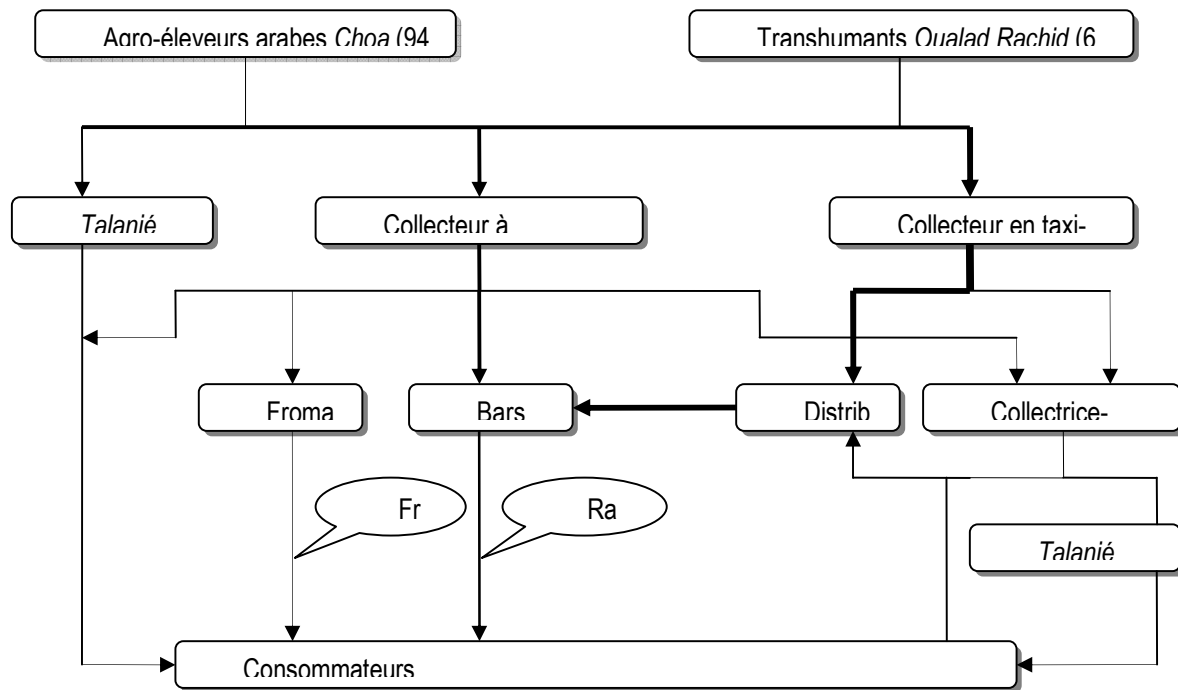 Agro-éleveurs arabes Choa (94
Transhumants Oualad Rachid (6
Talanié
Collecteur à
Collecteur en taxi-
Froma
Bars
Distrib
Collectrice-
Fr
Ra
Talanié
Consommateurs